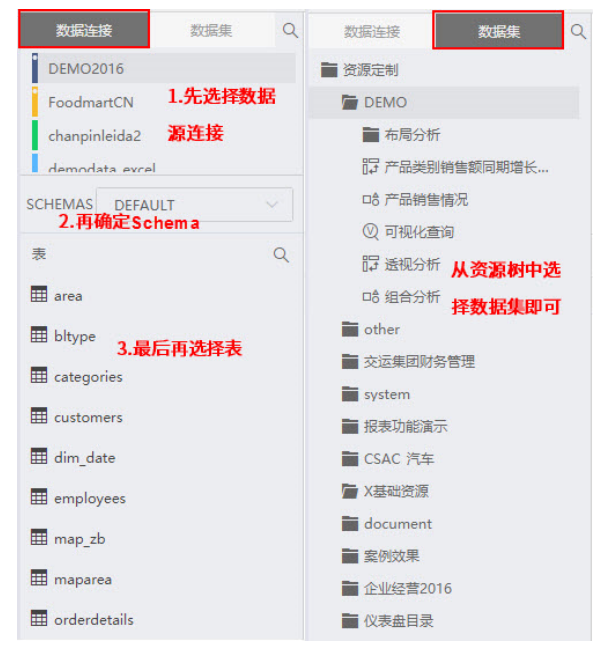 数据连接
数据集
DEMO2016
FoodmartCN
1.先选择数据
源连接
chanpinleida2
demodata_excel
SCHEMAS
DEFAULT
2.再确定Schema
表
area
bltype
3.最后再选择表
categories
customers
dim_date
employees
map_zb
maparea
orderdetails
数据连接
数据集
资源定制
DEMO
布局分析
产品类别销售额同期增长...
产品销售情况
可视化查询
透视分析
从资源树中选
组合分析
择数据集即可
other
交运集团财务管理
system
报表功能演示
CSAC 汽车
X基础资源
document
案例效果
企业经营2016
仪表盘目录